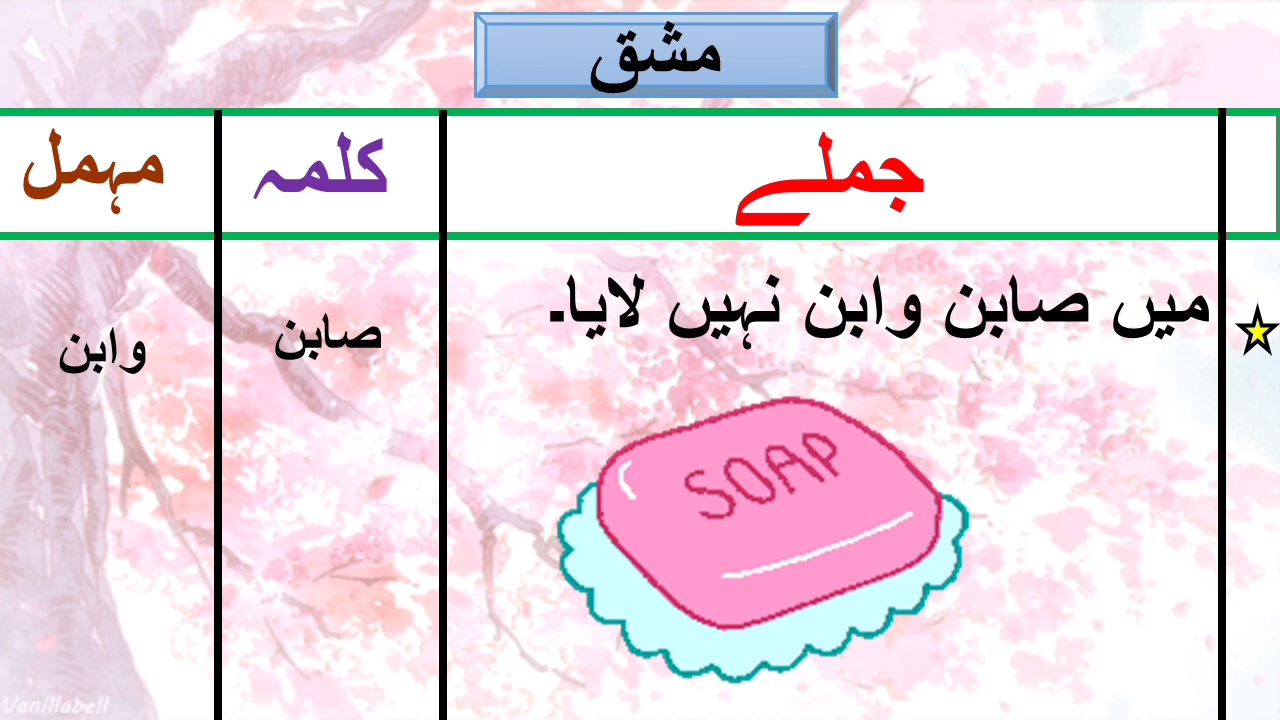 مشق
جملے کلمہ مہمل
میں صابن وابن نہیں لایا۔ صابن وابن
SOAP
Vanillabell